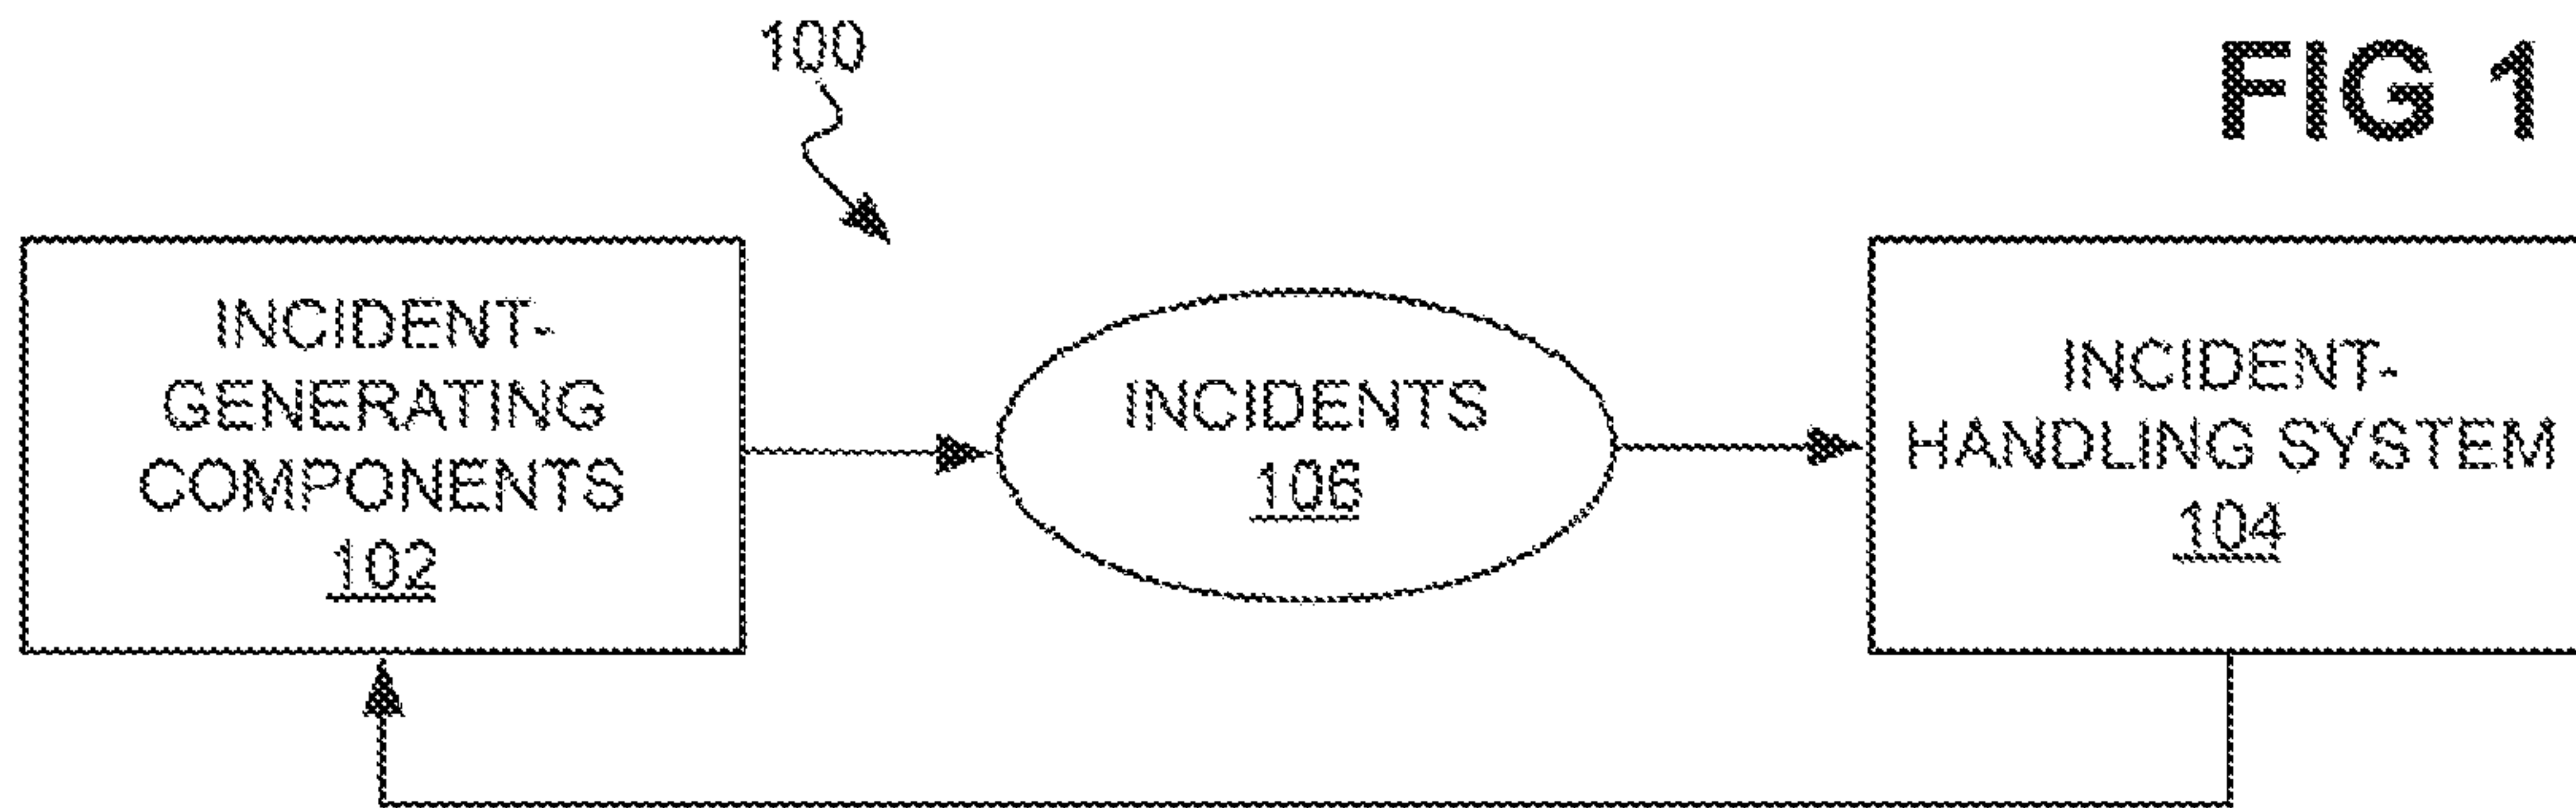 100
FIG 1
INCIDENT-
GENERATING
COMPONENTS
102
INCIDENTS
106
INCIDENT-
HANDLING SYSTEM
104